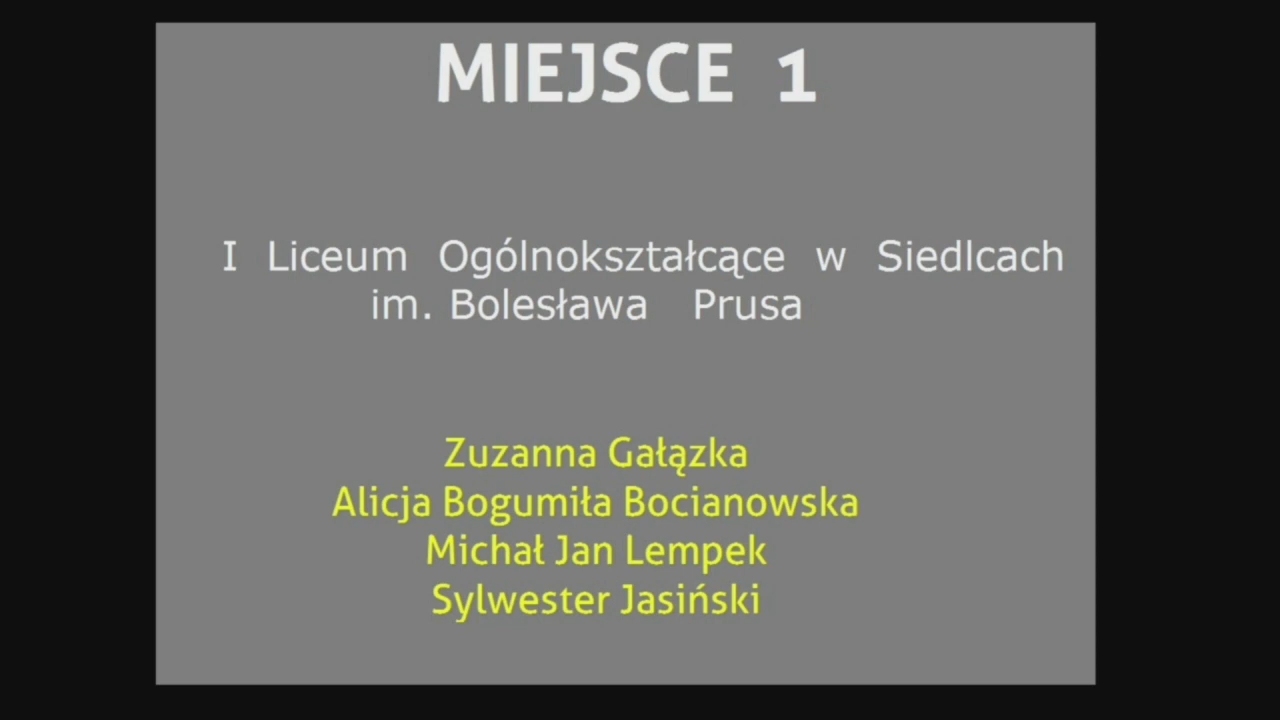 MIEJSCE 1
I Liceum Ogólnokształcące w Siedlcach
im. Bolesława Prusa
Zuzanna Gałązka
Alicja Bogumiła Bocianowska
Michał Jan Lempek
Sylwester Jasiński